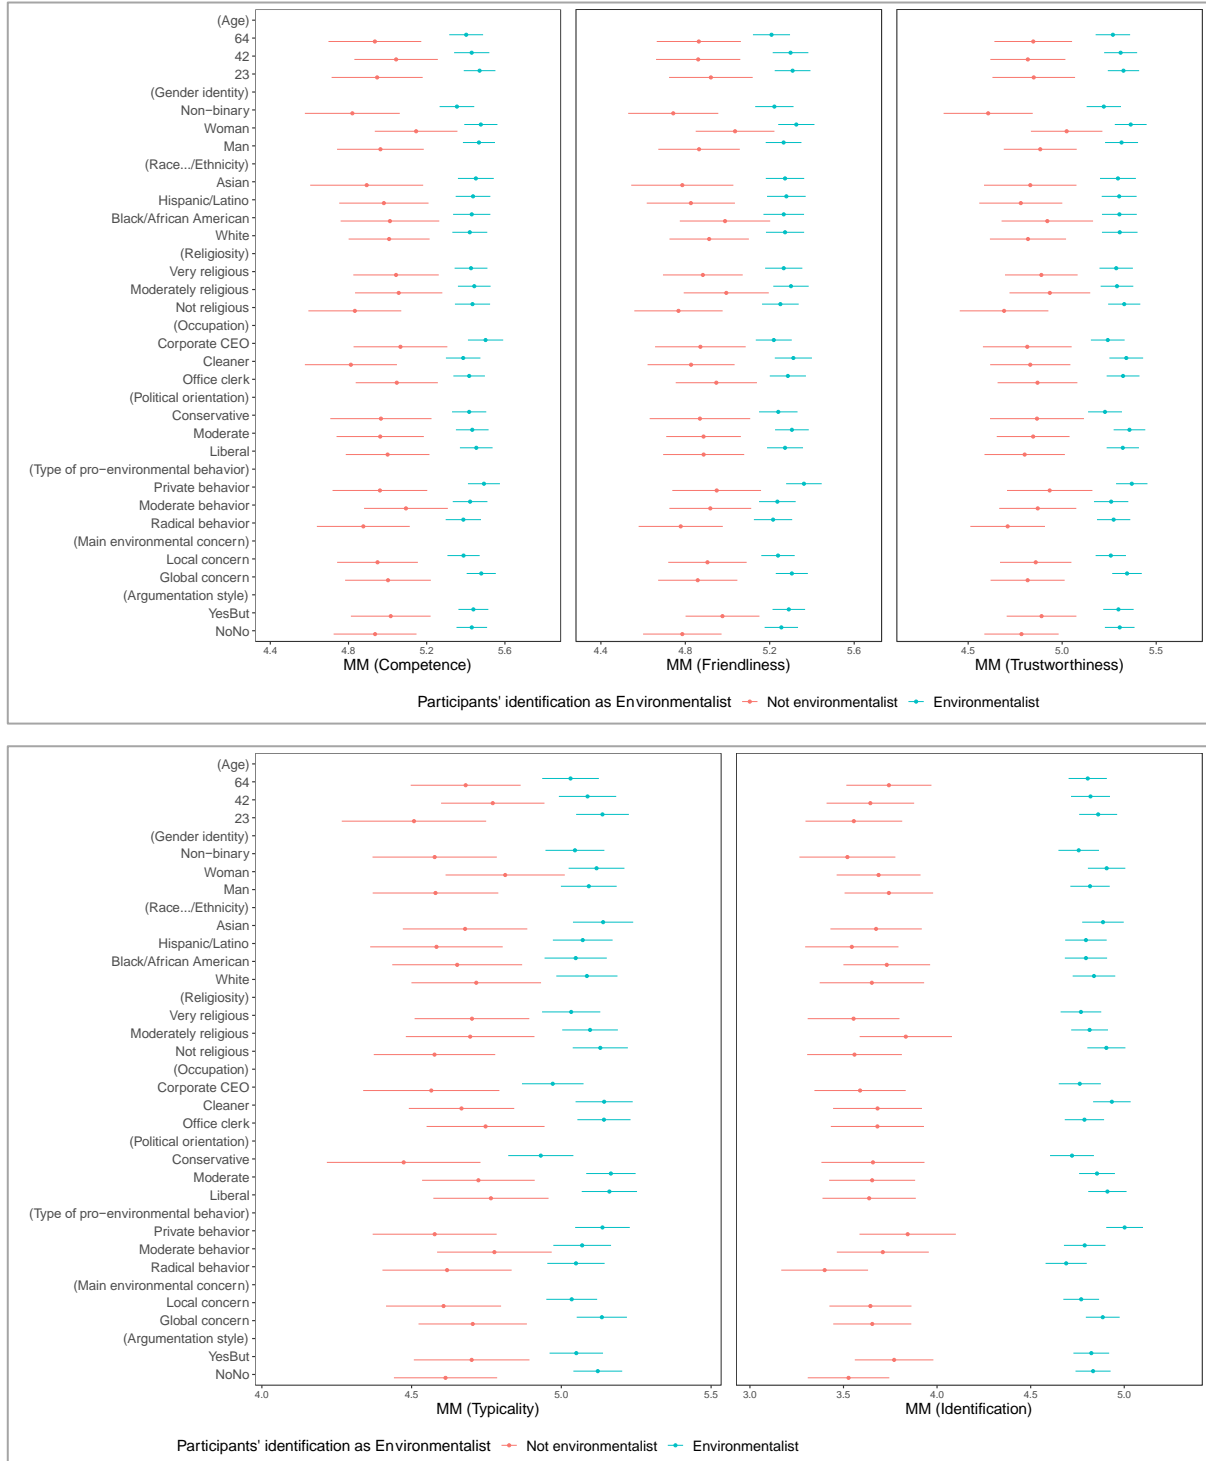 (Age)
64
42
23
(Gender identity)
Non−binary
Woman
Man
(Race.../Ethnicity)
Asian
Hispanic/Latino
Black/African American
White
(Religiosity)
Very religious
Moderately religious
Not religious
(Occupation)
Corporate CEO
Cleaner
Office clerk
(Political orientation)
Conservative
Moderate
Liberal
(Type of pro−environmental behavior)
Private behavior
Moderate behavior
Radical behavior
(Main environmental concern)
Local concern
Global concern
(Argumentation style)
YesBut
NoNo
4.4 4.8 5.2 5.6 4.4 4.8 5.2 5.6 4.5 5.0 5.5
MM (Competence) MM (Friendliness) MM (Trustworthiness)
Participants' identification as Environmentalist Not environmentalist Environmentalist
(Age)
64
42
23
(Gender identity)
Non−binary
Woman
Man
(Race.../Ethnicity)
Asian
Hispanic/Latino
Black/African American
White
(Religiosity)
Very religious
Moderately religious
Not religious
(Occupation)
Corporate CEO
Cleaner
Office clerk
(Political orientation)
Conservative
Moderate
Liberal
(Type of pro−environmental behavior)
Private behavior
Moderate behavior
Radical behavior
(Main environmental concern)
Local concern
Global concern
(Argumentation style)
YesBut
NoNo
4.0 4.5 5.0 5.5 3.0 3.5 4.0 4.5 5.0
MM (Typicality) MM (Identification)
Participants' identification as Environmentalist Not environmentalist Environmentalist